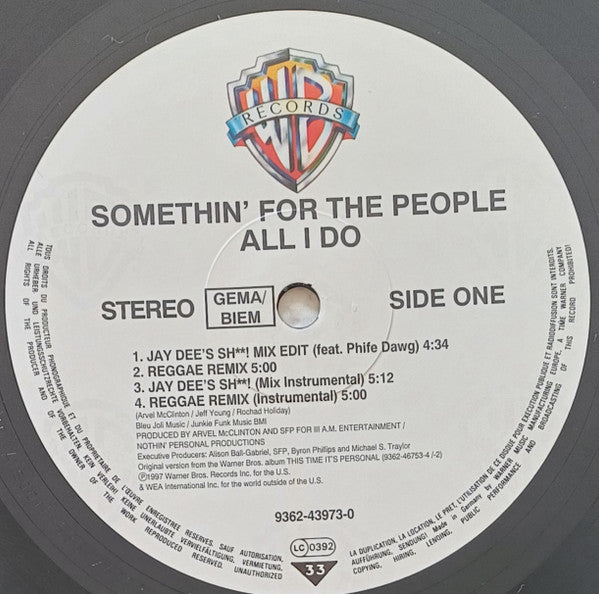 WB
RECORDS
SOMETHIN' FOR THE PEOPLE
ALL I DO
STEREO
GEMA/
BIEM
SIDE ONE
1. JAY DEE'S SH**! MIX EDIT (feat. Phife Dawg) 4:34
2. REGGAE REMIX 5:00
3. JAY DEE'S SH**! (Mix Instrumental) 5:12
4. REGGAE REMIX (Instrumental) 5:00
(Arvel McClinton / Jeff Young / Rochad Holiday)
Bleu Joli Music / Junkie Funk Music BMI
PRODUCED BY ARVEL McCLINTON AND SFP FOR III A.M. ENTERTAINMENT /
NOTHIN' PERSONAL PRODUCTIONS
Executive Producers: Alison Ball-Gabriel, SFP, Byron Phillips and Michael S. Traylor
Original version from the Warner Bros. album THIS TIME IT'S PERSONAL (9362-46753-4 /-2)
℗1997 Warner Bros. Records Inc. for the U.S.
& WEA International Inc. for the world outside of the U.S.
9362-43973-0
LC 0392
33
TOUS DROITS DU PRODUCTEUR PHONOGRAPHIQUE ET DU PROPRIETAIRE DE L'ŒUVRE ENREGISTREE RESERVES. SAUF AUTORISATION,
ALLE URHEBER UND LEISTUNGSSCHUTZRECHTE VORBEHALTEN KEIN VERLEIH! KEINE UNERLAUBTE VERVIELFÄLTIGUNG, VERMIETUNG,
ALL RIGHTS OF THE PRODUCER AND OF THE OWNER OF THE WORK REPRODUCED RESERVED. UNAUTHORIZED
LA DUPLICATION, LA LOCATION, LE PRET, L'UTILISATION DE CE DISQUE POUR EXECUTION PUBLIQUE ET RADIODIFFUSION SONT INTERDITS.
AUFFÜHRUNG, SENDUNG! Made in Germany by WARNER MUSIC MANUFACTURING EUROPE, A TIME WARNER COMPANY
COPYING, HIRING, LENDING, PUBLIC PERFORMANCE AND BROADCASTING OF THIS RECORD PROHIBITED!